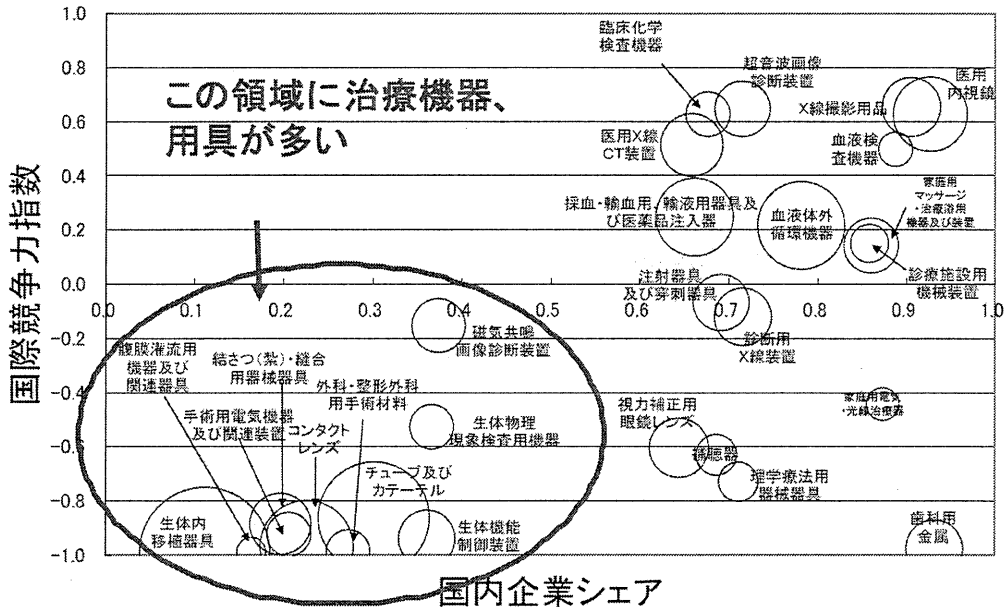 1.0
0.8
0.6
0.4
0.2
0.0
-0.2
-0.4
-0.6
-0.8
-1.0
国際競争力指数
この領域に治療機器、
用具が多い
臨床化学
検査機器
超音波画像
診断装置
医用
内視鏡
X線撮影用品
医用X線
CT装置
血液検
査機器
採血・輸血用、輸液用器具及
び医薬品注入器
血液体外
循環機器
家庭用
マッサージ
・治療浴用
機器及び装置
診療施設用
機械装置
注射器具
及び穿刺器具
0.0
0.1
0.2
0.3
0.4
0.5
0.6
0.7
0.8
0.9
1.0
磁気共鳴
画像診断装置
診断用
X線装置
腹膜灌流用
機器及び
関連器具
結さつ(紮)・縫合
用器械器具
外科・整形外科
用手術材料
手術用電気機器
及び関連装置
コンタクト
レンズ
生体物理
現象検査用機器
視力補正用
眼鏡レンズ
家庭用電気
・光線治療器
補聴器
理学療法用
器械器具
チューブ及び
カテーテル
生体内
移植器具
生体機能
制御装置
歯科用
金属
国内企業シェア